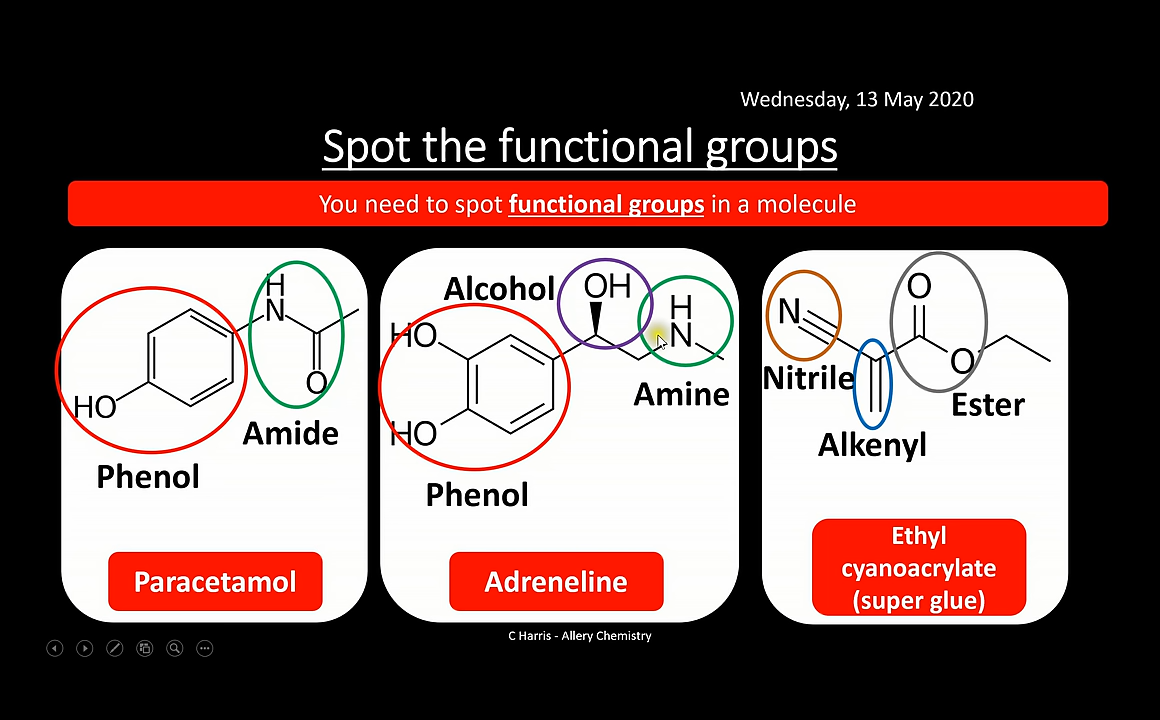 Wednesday, 13 May 2020
Spot the functional groups
You need to spot functional groups in a molecule
H
N
O
HO
Amide
Phenol
Paracetamol
Alcohol
OH
H
N
HO
HO
Amine
Phenol
Adreneline
O
N
O
Nitrile
Ester
Alkenyl
Ethyl
cyanoacrylate
(super glue)
C Harris - Allery Chemistry